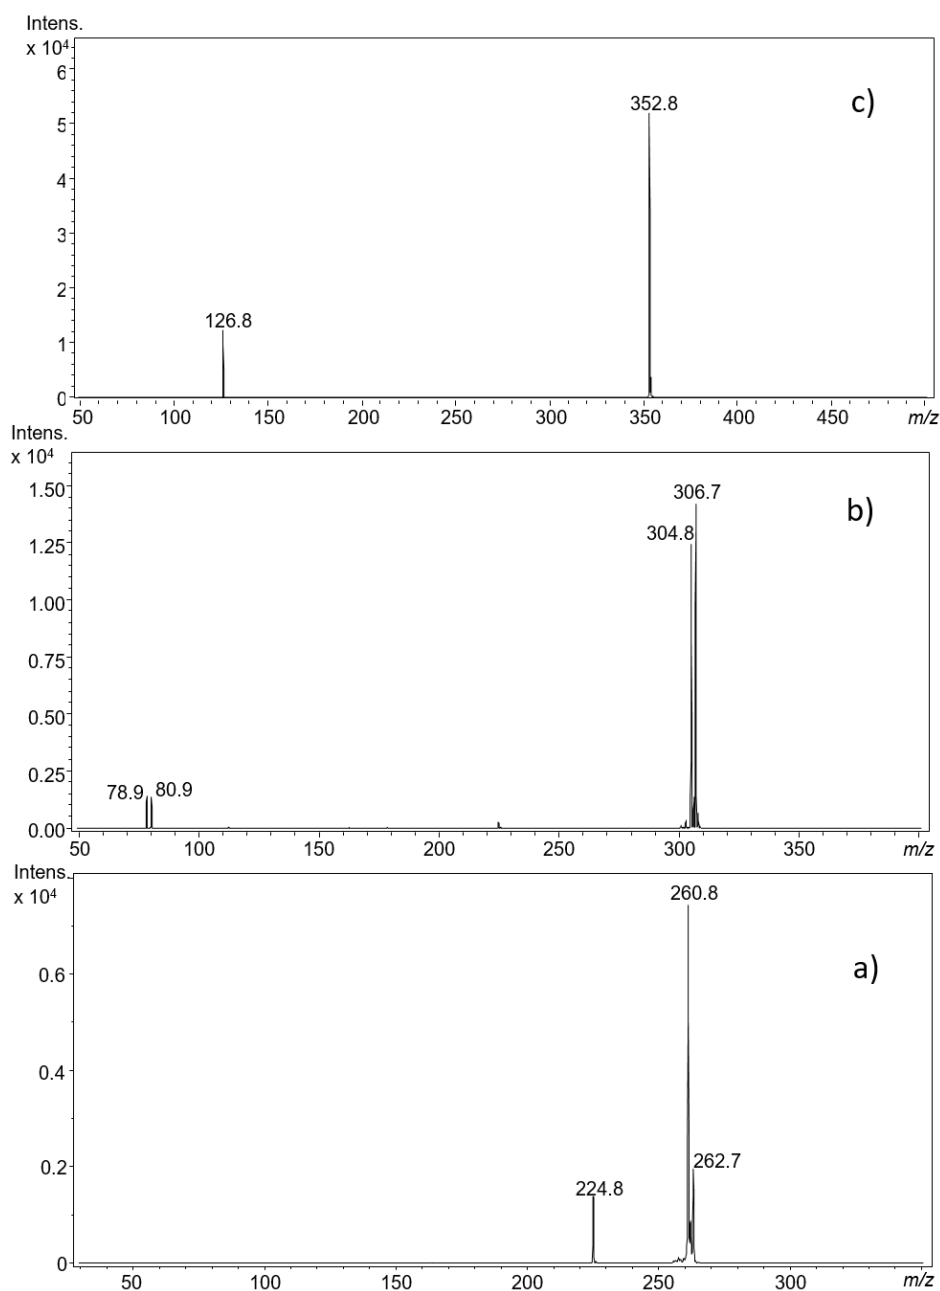 Intens.
x 10⁴
c)
352.8
126.8
6
5
4
3
2
1
0
50 100 150 200 250 300 350 400 450 m/z
Intens.
x 10⁴
b)
306.7
304.8
78.9 80.9
1.50
1.25
1.00
0.75
0.50
0.25
0.00
50 100 150 200 250 300 350 m/z
Intens.
x 10⁴
a)
260.8
262.7
224.8
0.6
0.4
0.2
0
50 100 150 200 250 300 m/z